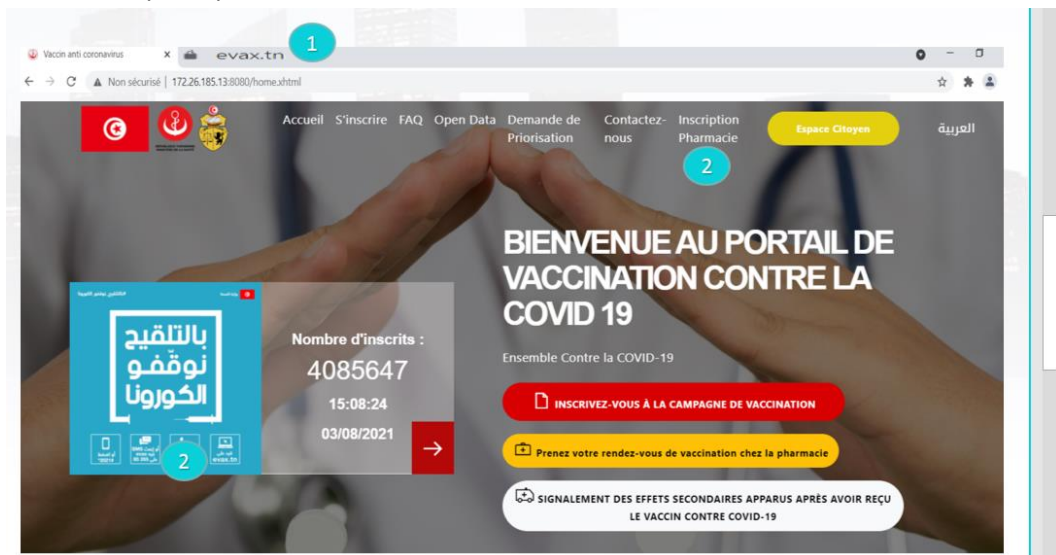 1
Vaccin anti coronavirus x evax.tn
Non sécurisé | 172.26.185.13:8080/home.xhtml
Accueil S'inscrire FAQ Open Data Demande de Priorisation Contactez-nous Inscription Pharmacie Espace Citoyen العربية
2
BIENVENUE AU PORTAIL DE
VACCINATION CONTRE LA
COVID 19
Ensemble Contre la COVID-19
بالتلقيح
نوقّفو
الكورونا
evax.tn
2
Nombre d'inscrits :
4085647
15:08:24
03/08/2021
INSCRIVEZ-VOUS À LA CAMPAGNE DE VACCINATION
Prenez votre rendez-vous de vaccination chez la pharmacie
SIGNALEMENT DES EFFETS SECONDAIRES APPARUS APRÈS AVOIR REÇU
LE VACCIN CONTRE COVID-19